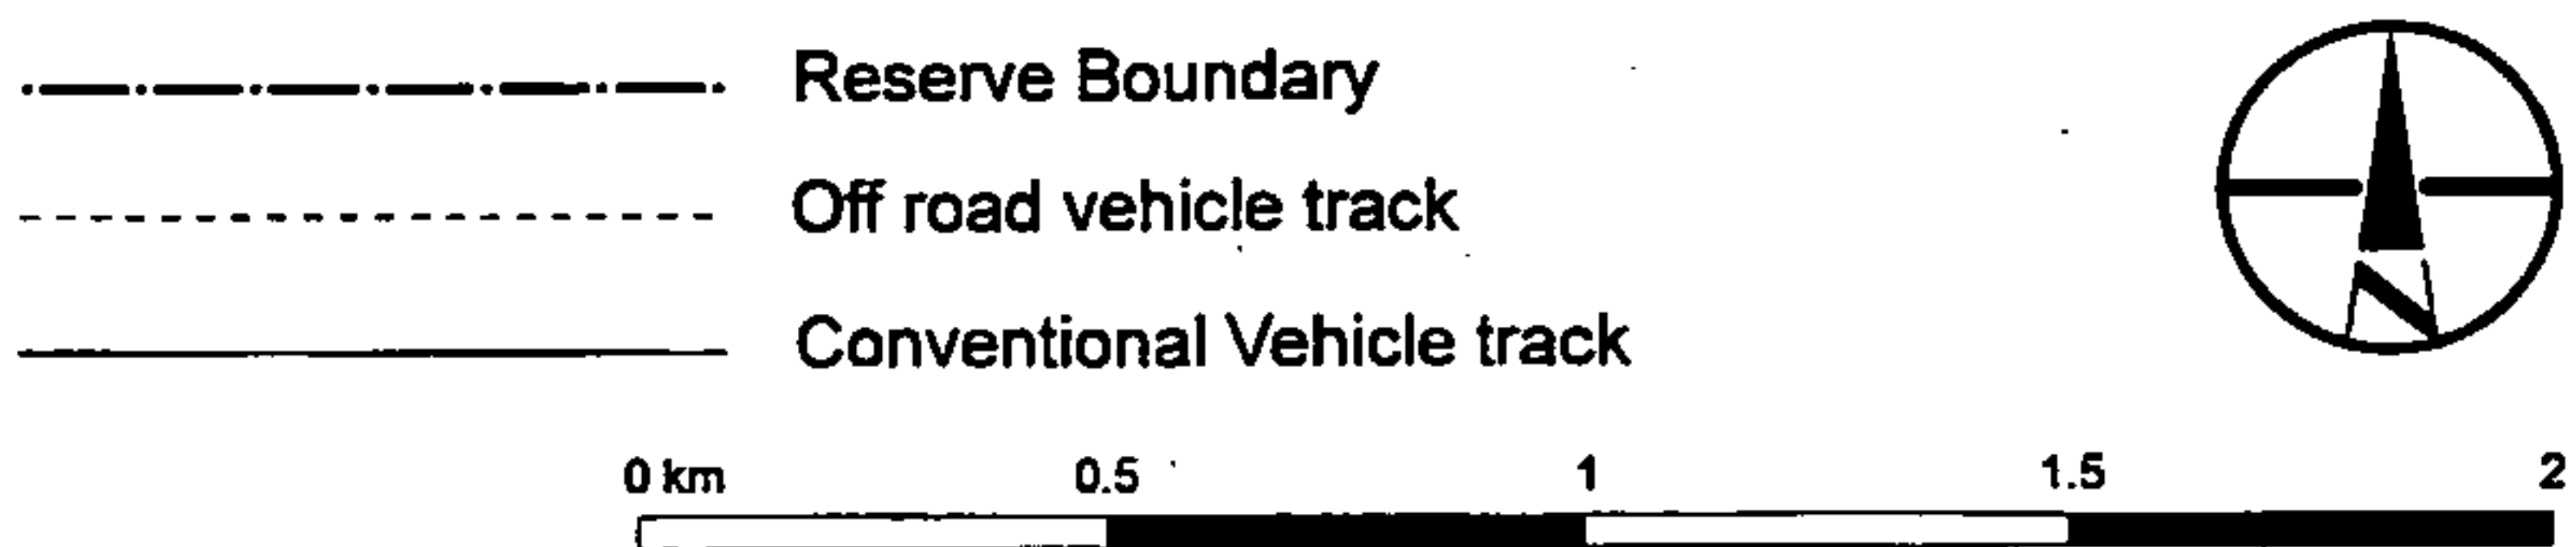 Reserve Boundary
Off road vehicle track
Conventional Vehicle track
N
0 km 0.5 1 1.5 2